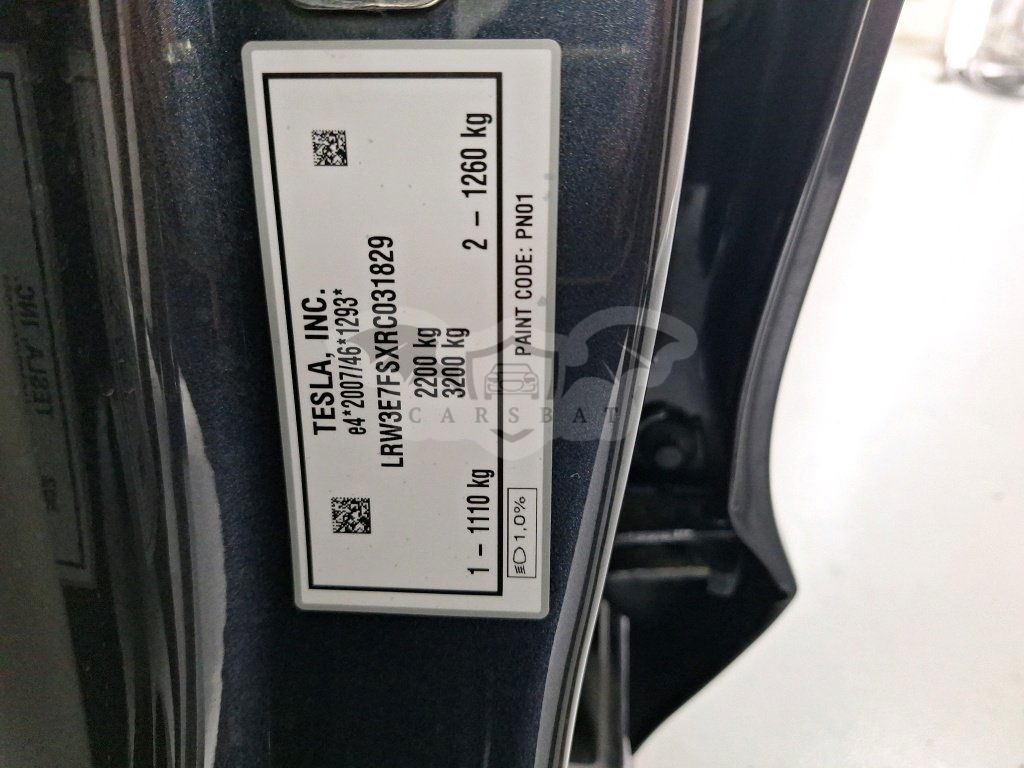 TESLA, INC.
e4*2007/46*1293*
LRW3E7FSXRC031829
2200 kg
3200 kg
1 – 1110 kg
2 – 1260 kg
1,0%
PAINT CODE: PN01
CARSBAT